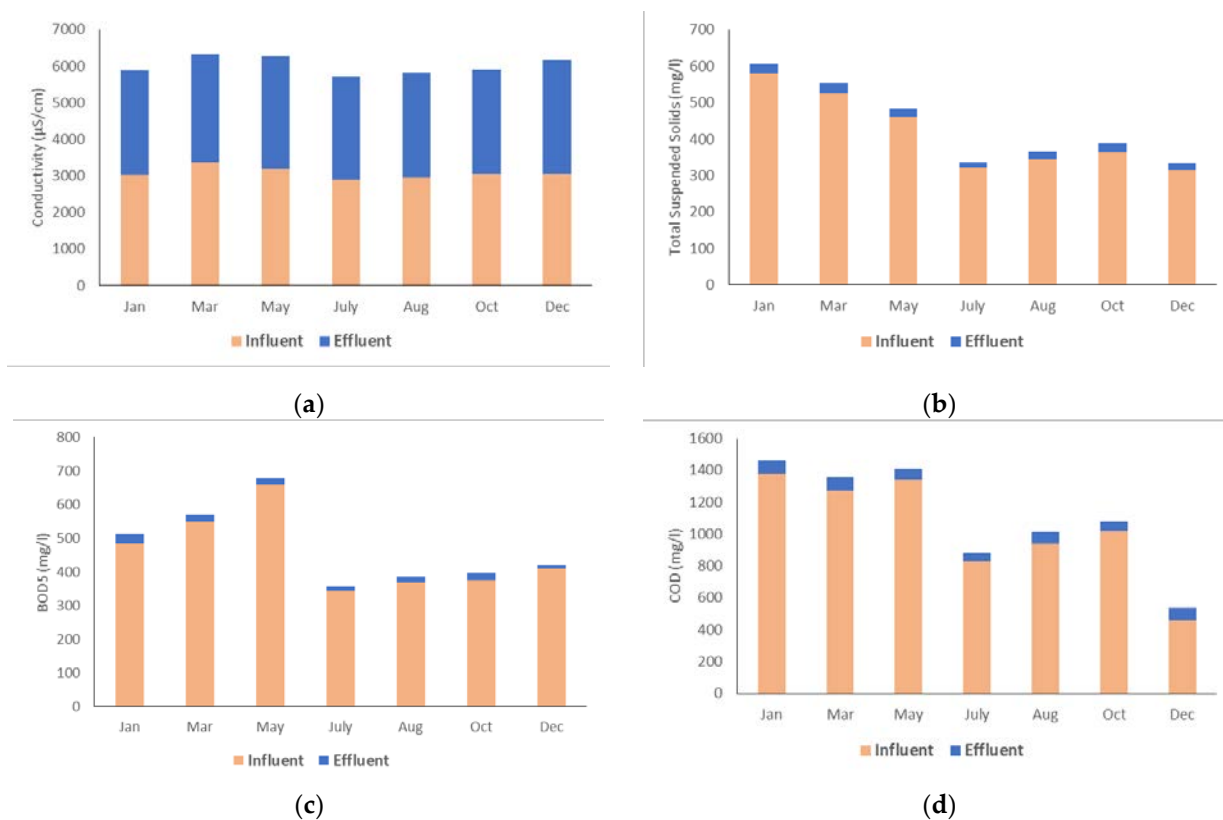 7000
6000
5000
4000
3000
2000
1000
0
Conductivity (µS/cm)
Jan Mar May July Aug Oct Dec
Influent Effluent
(a)
700
600
500
400
300
200
100
0
Total Suspended Solids (mg/l)
Jan Mar May July Aug Oct Dec
Influent Effluent
(b)
800
700
600
500
400
300
200
100
0
BOD5 (mg/l)
Jan Mar May July Aug Oct Dec
Influent Effluent
(c)
1600
1400
1200
1000
800
600
400
200
0
COD (mg/l)
Jan Mar May July Aug Oct Dec
Influent Effluent
(d)